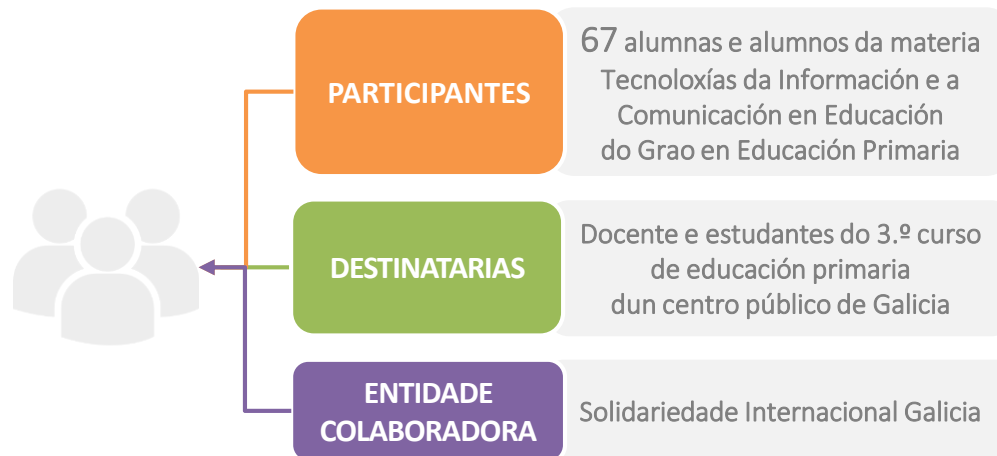 PARTICIPANTES
67 alumnas e alumnos da materia
Tecnoloxías da Información e a
Comunicación en Educación
do Grao en Educación Primaria
DESTINATARIAS
Docente e estudantes do 3.º curso
de educación primaria
dun centro público de Galicia
ENTIDADE
COLABORADORA
Solidariedade Internacional Galicia